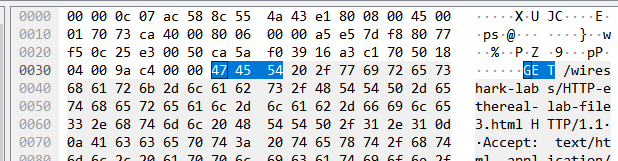 0000 00 00 0c 07 ac 58 8c 55 4a 43 e1 80 08 00 45 00 ·····X·U JC····E·
0010 01 70 73 ca 40 00 80 06 00 00 a5 e5 7d f8 80 77 ·ps·@··· ····}··w
0020 f5 0c 25 e3 00 50 ca 5a f0 39 16 a3 c1 70 50 18 ··%··P·Z ·9···pP·
0030 04 00 9a c4 00 00 47 45 54 20 2f 77 69 72 65 73 ······GE T /wires
0040 68 61 72 6b 2d 6c 61 62 73 2f 48 54 54 50 2d 65 hark-lab s/HTTP-e
0050 74 68 65 72 65 61 6c 2d 6c 61 62 2d 66 69 6c 65 thereal- lab-file
0060 33 2e 68 74 6d 6c 20 48 54 54 50 2f 31 2e 31 0d 3.html H TTP/1.1·
0070 0a 41 63 63 65 70 74 3a 20 74 65 78 74 2f 68 74 ·Accept: text/ht
0080 6d 6c 2c 20 61 70 70 6c 69 63 61 74 69 6f 6e 2f ml, appl ication/